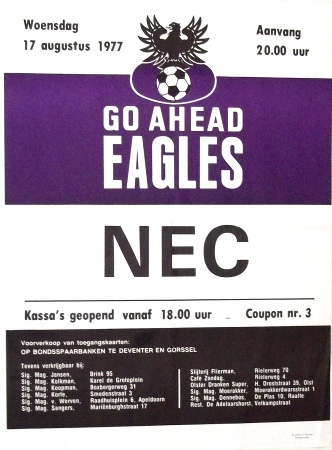 Woensdag
17 augustus 1977
Aanvang
20.00 uur
GO AHEAD
EAGLES
NEC
Kassa's geopend vanaf 18.00 uur – Coupon nr. 3
Voorverkoop van toegangskaarten:
OP BONDSSPAARBANKEN TE DEVENTER EN GORSSEL
Tevens verkrijgbaar bij:
Sig. Mag. Jansen, Brink 95
Sig. Mag. Kolkman, Karel de Groteplein
Sig. Mag. Koopman, Boxbergerweg 31
Sig. Mag. Korte, Smedenstraat 3
Sig. Mag. v. Werven, Raadhuisplein 6, Apeldoorn
Sig. Mag. Sangers, Mariënburghstraat 17
Slijterij Flierman, Rielerweg 70
Café Zondag, Rielerweg 4
Olster Dranken Super, H. Droststraat 39, Olst
Sig. Mag. Moerakker, Moerakkerdwarsstraat 1
Sig. Mag. Dennebos, De Plas 10, Raalte
Rest. De Adelaarshorst, Vetkampstraat